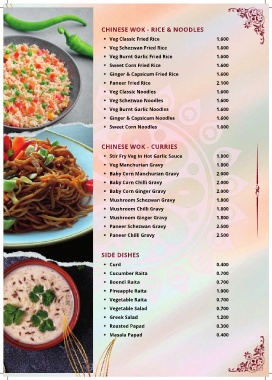 CHINESE WOK - RICE & NOODLES
• Veg Classic Fried Rice 1.600
• Veg Schezwan Fried Rice 1.600
• Veg Burnt Garlic Fried Rice 1.600
• Sweet Corn Fried Rice 1.600
• Ginger & Capsicum Fried Rice 1.600
• Paneer Fried Rice 2.100
• Veg Classic Noodles 1.600
• Veg Schezwan Noodles 1.600
• Veg Burnt Garlic Noodles 1.600
• Ginger & Capsicum Noodles 1.600
• Sweet Corn Noodles 1.600
CHINESE WOK - CURRIES
• Stir Fry Veg In Hot Garlic Sauce 1.900
• Veg Manchurian Gravy 1.800
• Baby Corn Manchurian Gravy 2.000
• Baby Corn Chilli Gravy 2.000
• Baby Corn Ginger Gravy 2.000
• Mushroom Schezwan Gravy 1.800
• Mushroom Chilli Gravy 1.800
• Mushroom Ginger Gravy 1.800
• Paneer Schezwan Gravy 2.500
• Paneer Chilli Gravy 2.500
SIDE DISHES
• Curd 0.400
• Cucumber Raita 0.700
• Boondi Raita 0.700
• Pineapple Raita 1.000
• Vegetable Raita 0.700
• Vegetable Salad 0.700
• Greek Salad 1.200
• Roasted Papad 0.300
• Masala Papad 0.400